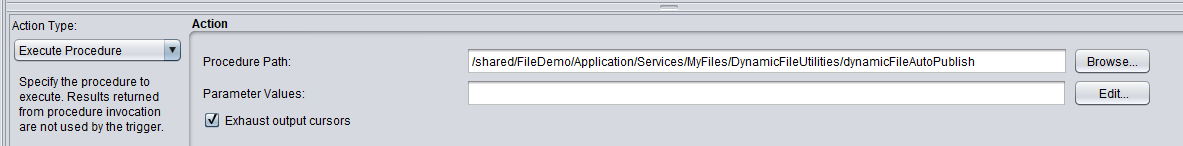 Action Type:
Execute Procedure
Specify the procedure to
execute. Results returned
from procedure invocation
are not used by the trigger.
Action
Procedure Path:
/shared/FileDemo/Application/Services/MyFiles/DynamicFileUtilities/dynamicFileAutoPublish
Browse...
Parameter Values:
Edit...
Exhaust output cursors